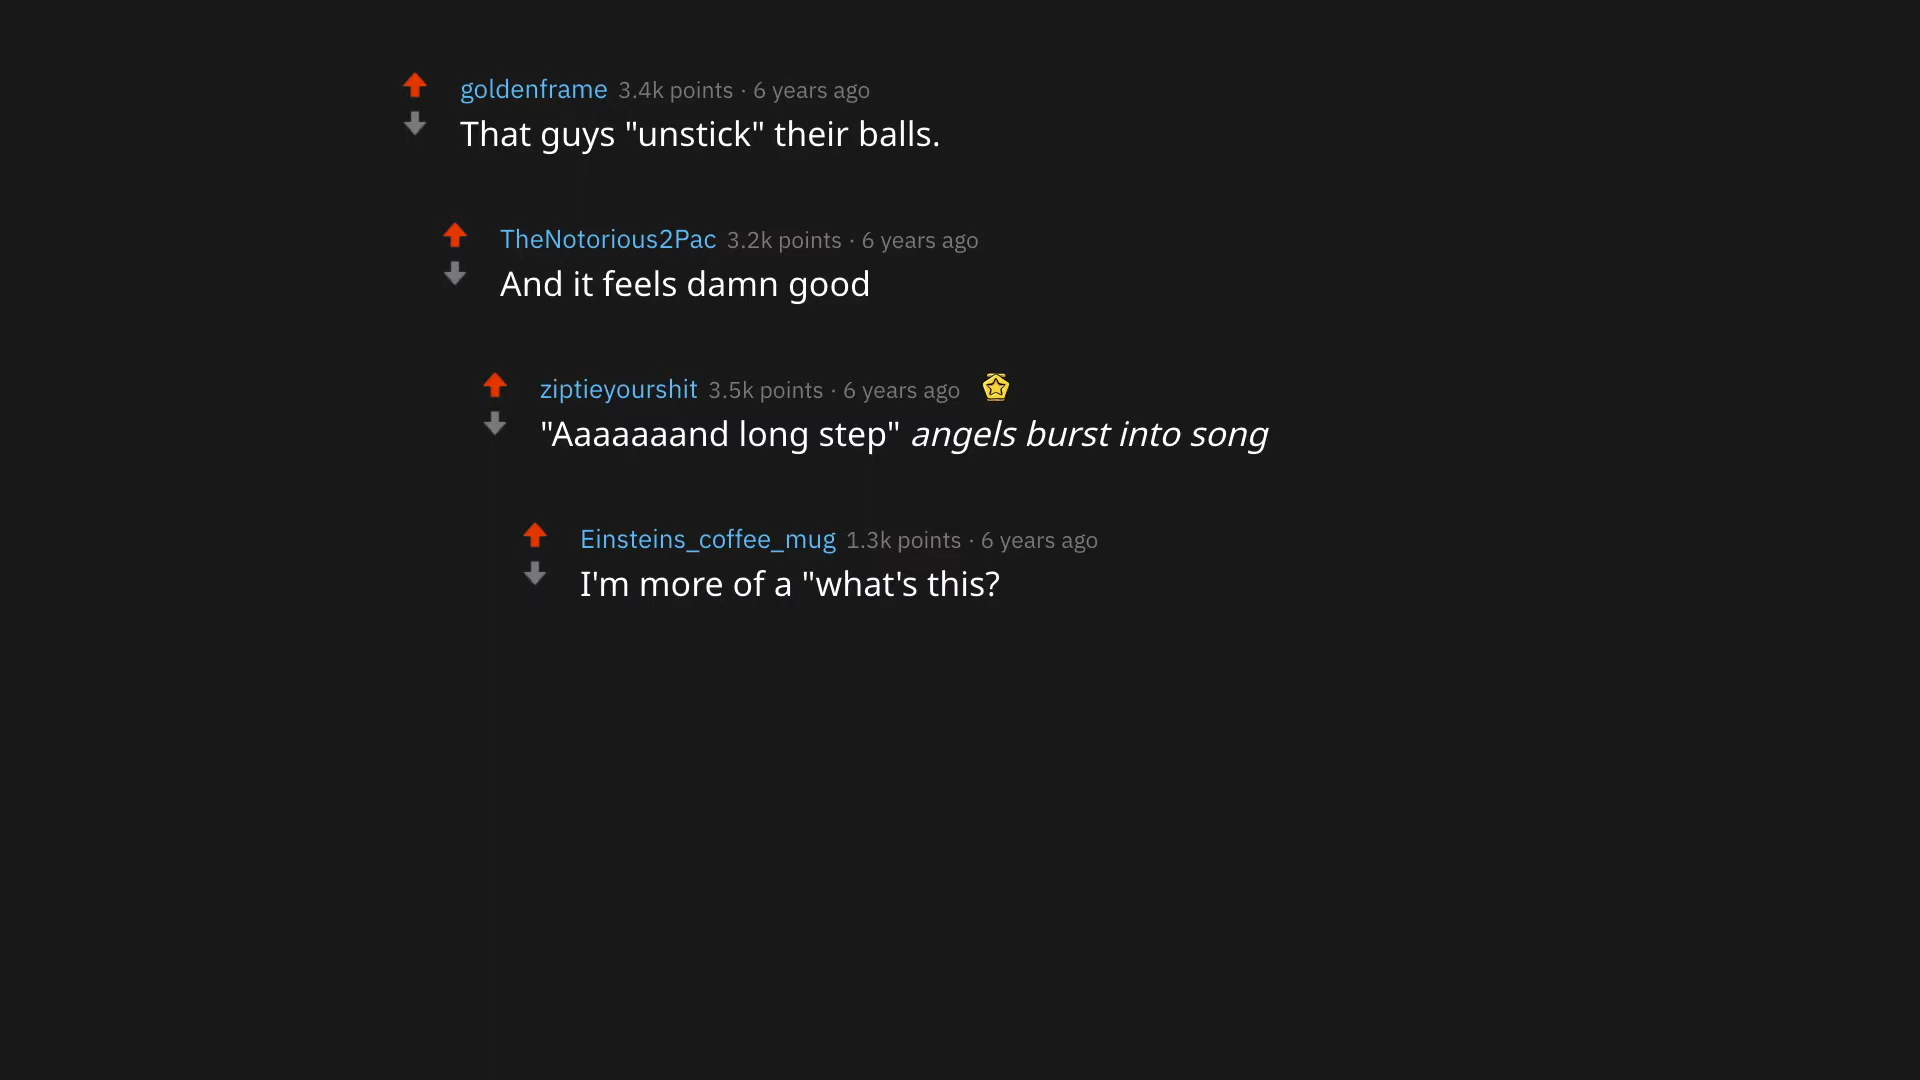 goldenframe 3.4k points · 6 years ago
That guys "unstick" their balls.
TheNotorious2Pac 3.2k points · 6 years ago
And it feels damn good
ziptieyourshit 3.5k points · 6 years ago
"Aaaaaaand long step" angels burst into song
Einsteins_coffee_mug 1.3k points · 6 years ago
I'm more of a "what's this?